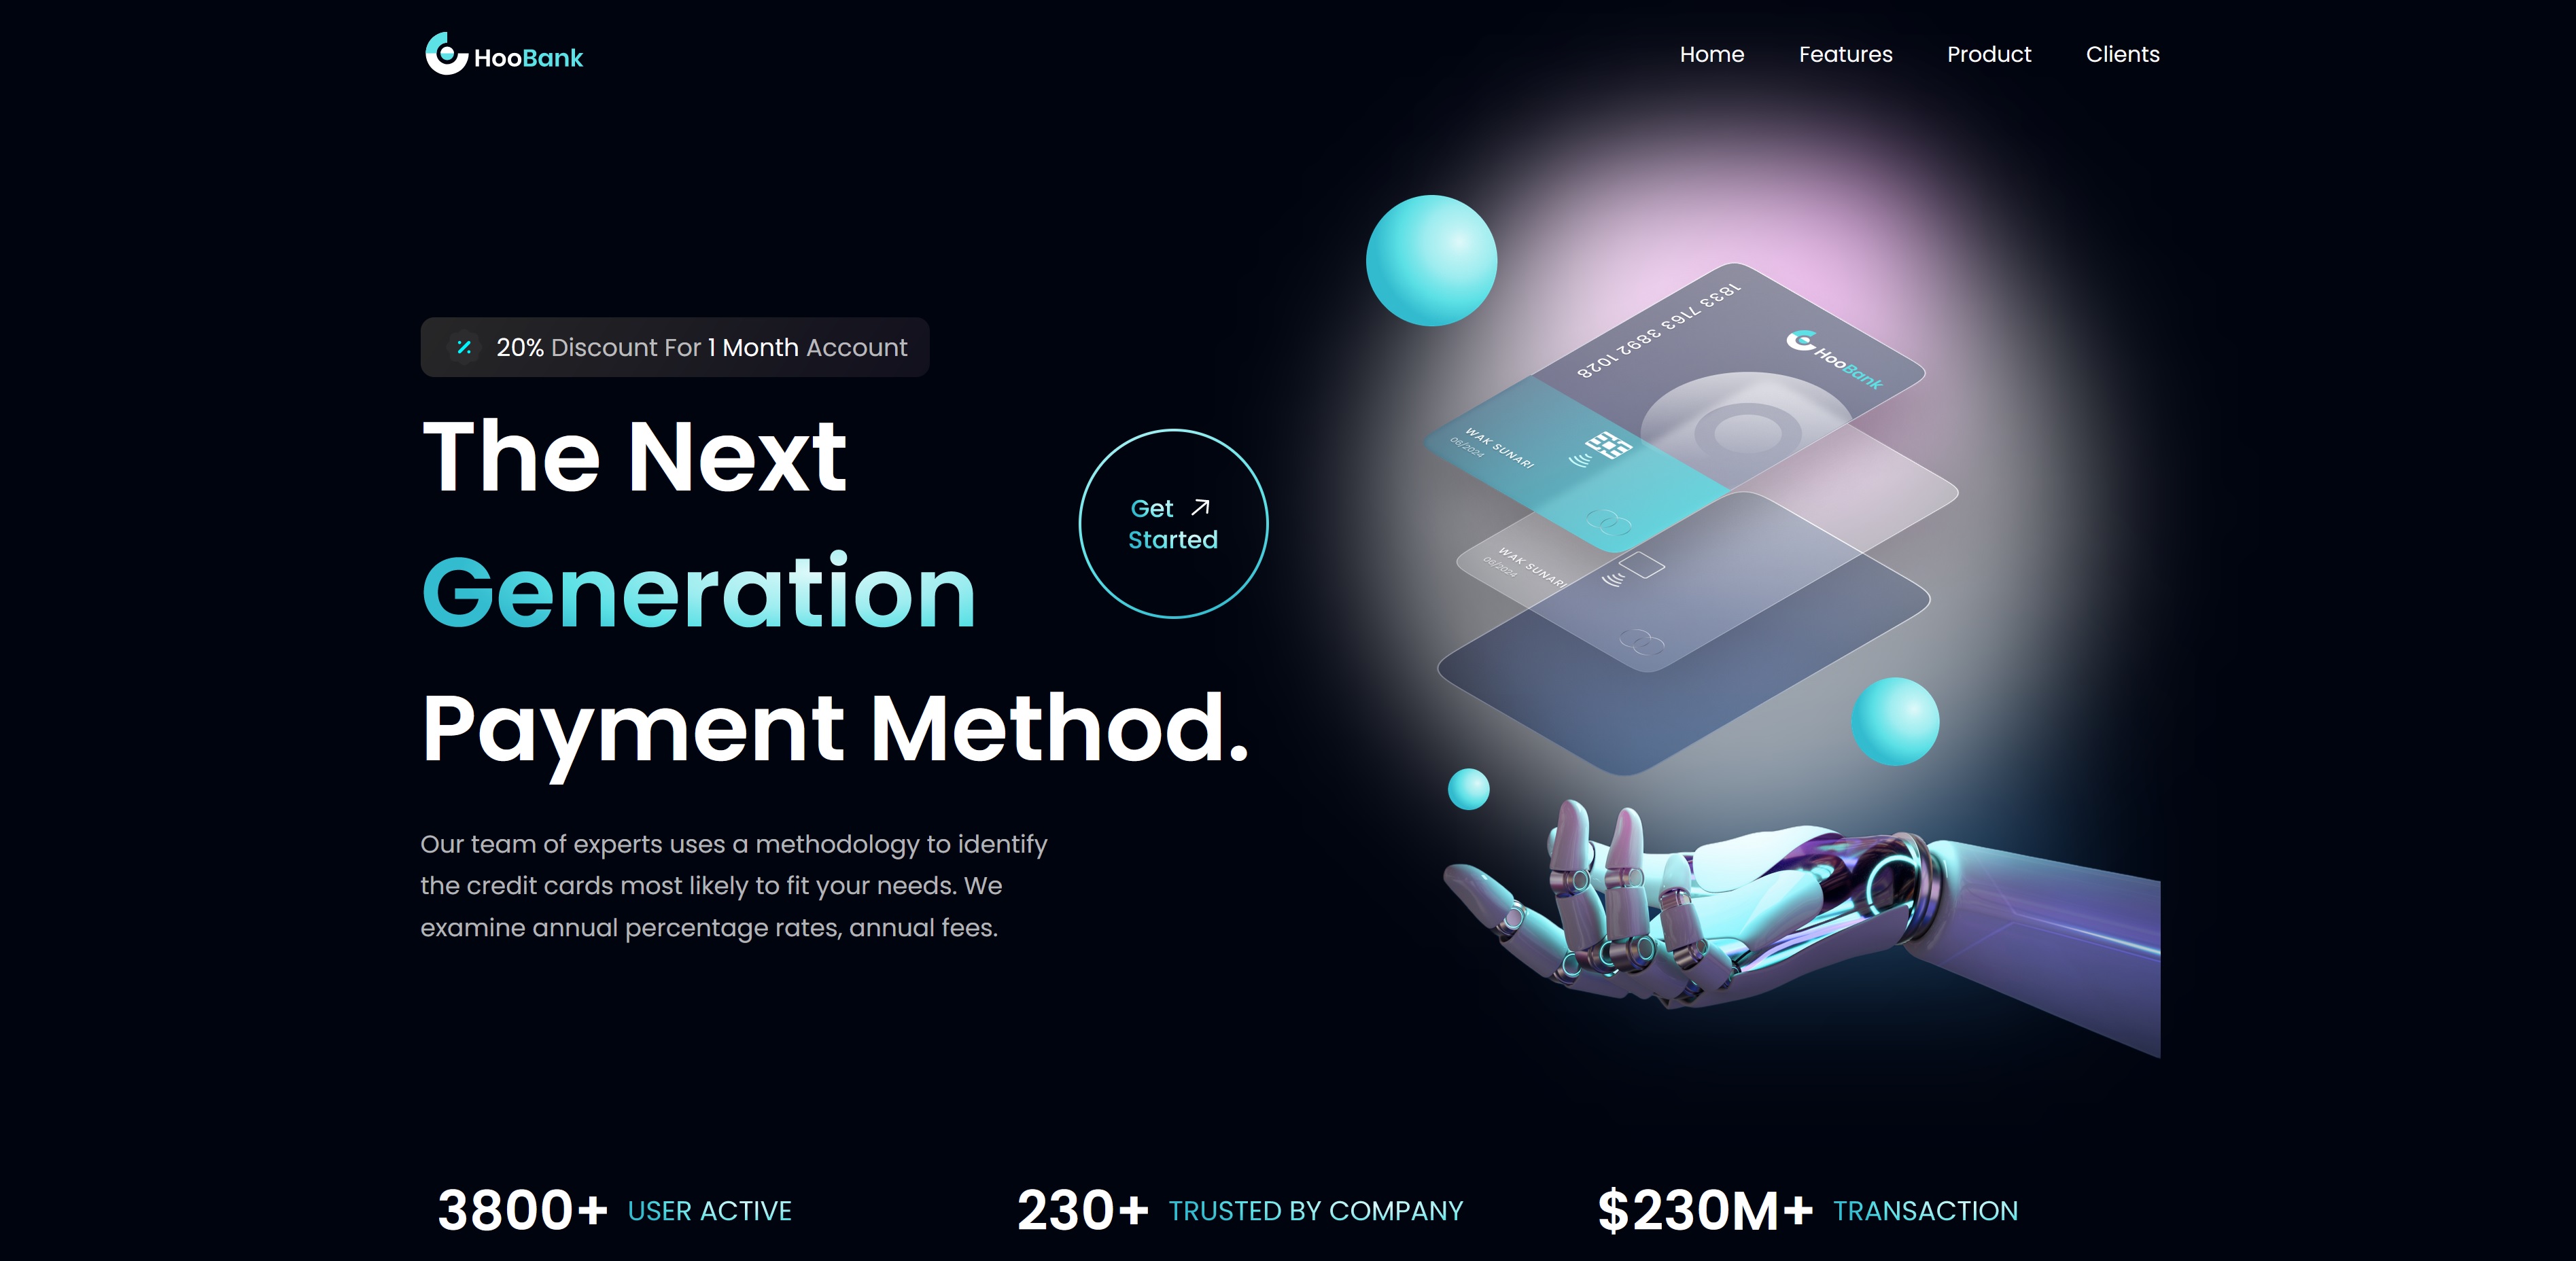 HooBank
Home Features Product Clients
20% Discount For 1 Month Account
The Next
Generation
Payment Method.
Get
Started
Our team of experts uses a methodology to identify
the credit cards most likely to fit your needs. We
examine annual percentage rates, annual fees.
1833 7163 3892 1028
HooBank
WAK SUNARI
06/2024
WAK SUNARI
06/2024
3800+ USER ACTIVE
230+ TRUSTED BY COMPANY
$230M+ TRANSACTION